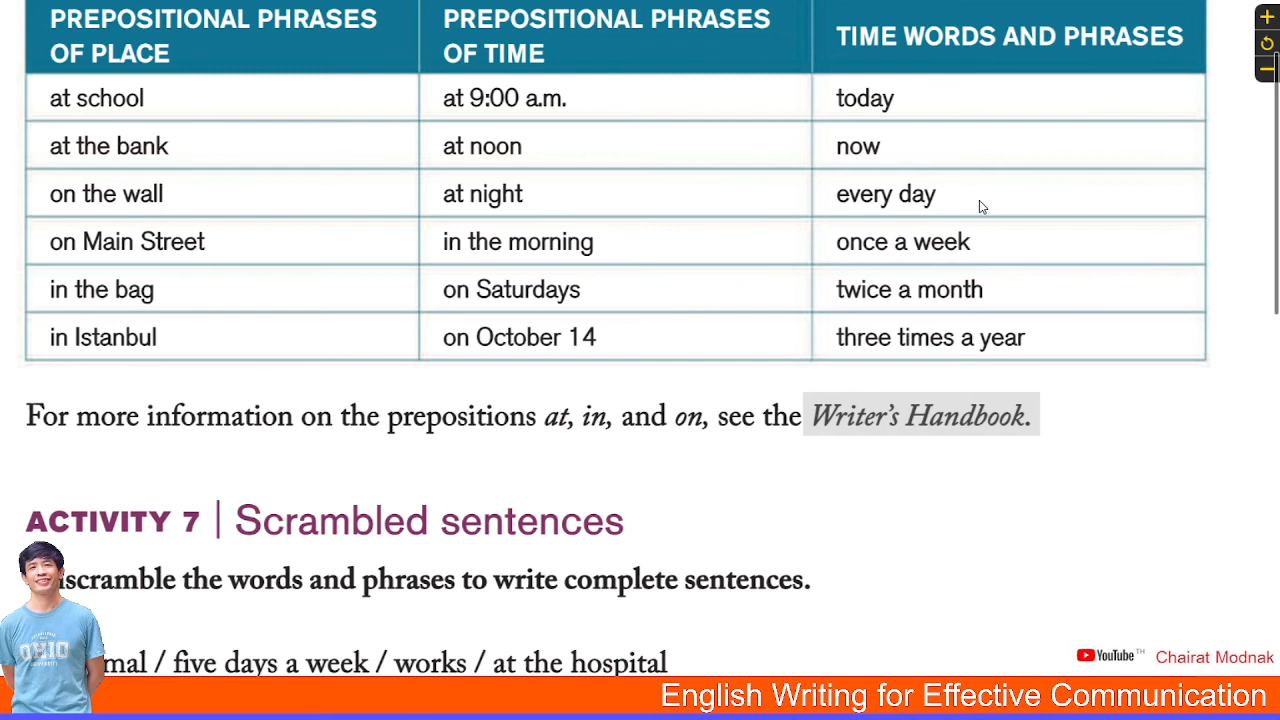 PREPOSITIONAL PHRASES
OF PLACE
PREPOSITIONAL PHRASES
OF TIME
TIME WORDS AND PHRASES
at school
at 9:00 a.m.
today
at the bank
at noon
now
on the wall
at night
every day
on Main Street
in the morning
once a week
in the bag
on Saturdays
twice a month
in Istanbul
on October 14
three times a year
For more information on the prepositions at, in, and on, see the Writer's Handbook.
ACTIVITY 7 | Scrambled sentences
scramble the words and phrases to write complete sentences.
mal / five days a week / works / at the hospital
OHIO
YouTube TH
Chairat Modnak
English Writing for Effective Communication